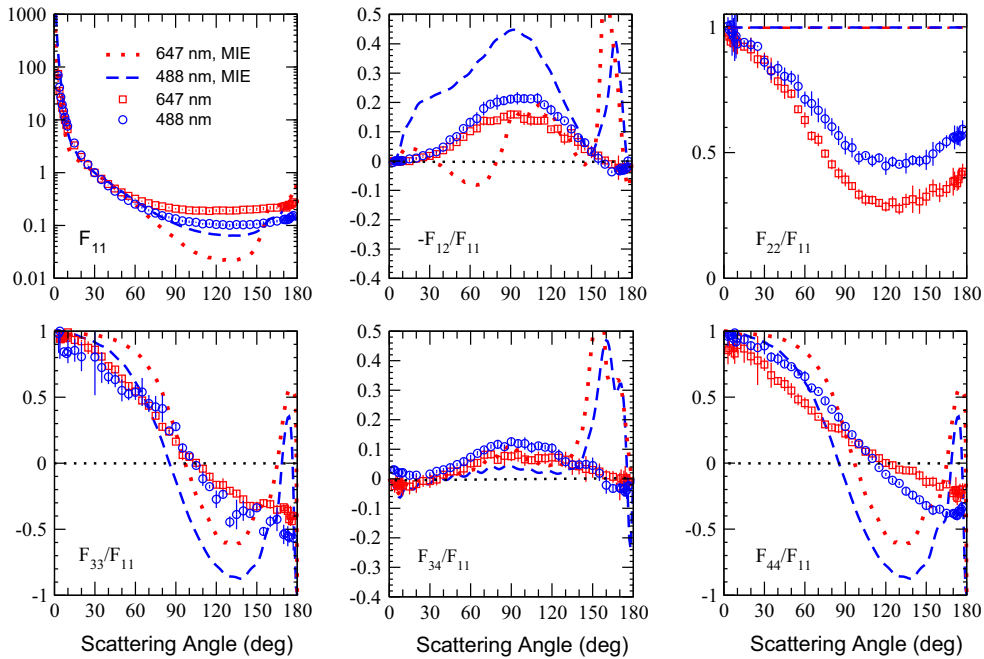 1000
100
10
1
0.1
0.01
647 nm, MIE
488 nm, MIE
647 nm
488 nm
F11
0 30 60 90 120 150 180
0.5
0.4
0.3
0.2
0.1
0
-0.1
-0.2
-0.3
-0.4
-F12/F11
0 30 60 90 120 150 180
1
0.5
0
F22/F11
0 30 60 90 120 150 180
1
0.5
0
-0.5
-1
F33/F11
0 30 60 90 120 150 180
Scattering Angle (deg)
0.5
0.4
0.3
0.2
0.1
0
-0.1
-0.2
-0.3
-0.4
F34/F11
0 30 60 90 120 150 180
Scattering Angle (deg)
1
0.5
0
-0.5
-1
F44/F11
0 30 60 90 120 150 180
Scattering Angle (deg)